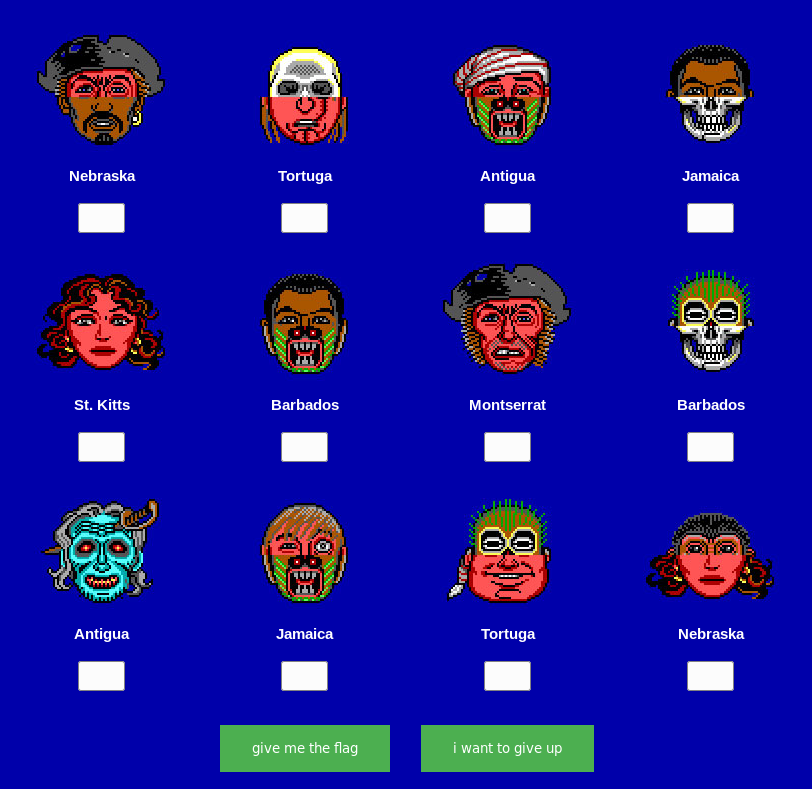 Nebraska
Tortuga
Antigua
Jamaica
St. Kitts
Barbados
Montserrat
Barbados
Antigua
Jamaica
Tortuga
Nebraska
give me the flag
i want to give up